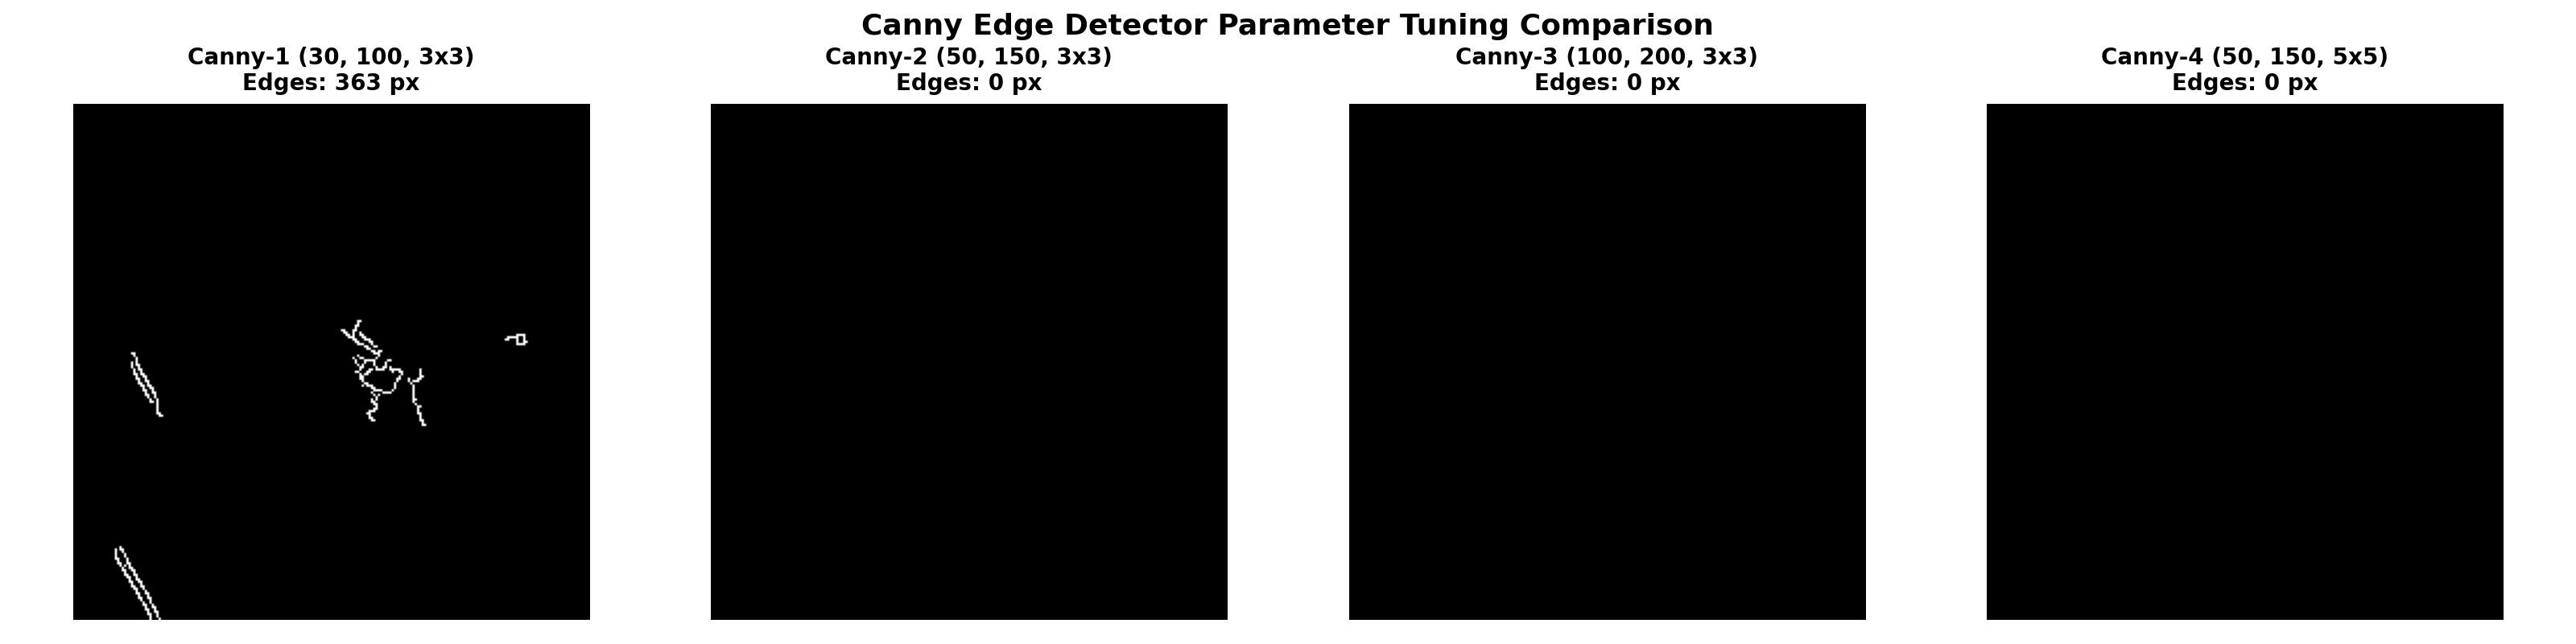 Canny Edge Detector Parameter Tuning Comparison
Canny-1 (30, 100, 3x3)
Edges: 363 px
Canny-2 (50, 150, 3x3)
Edges: 0 px
Canny-3 (100, 200, 3x3)
Edges: 0 px
Canny-4 (50, 150, 5x5)
Edges: 0 px